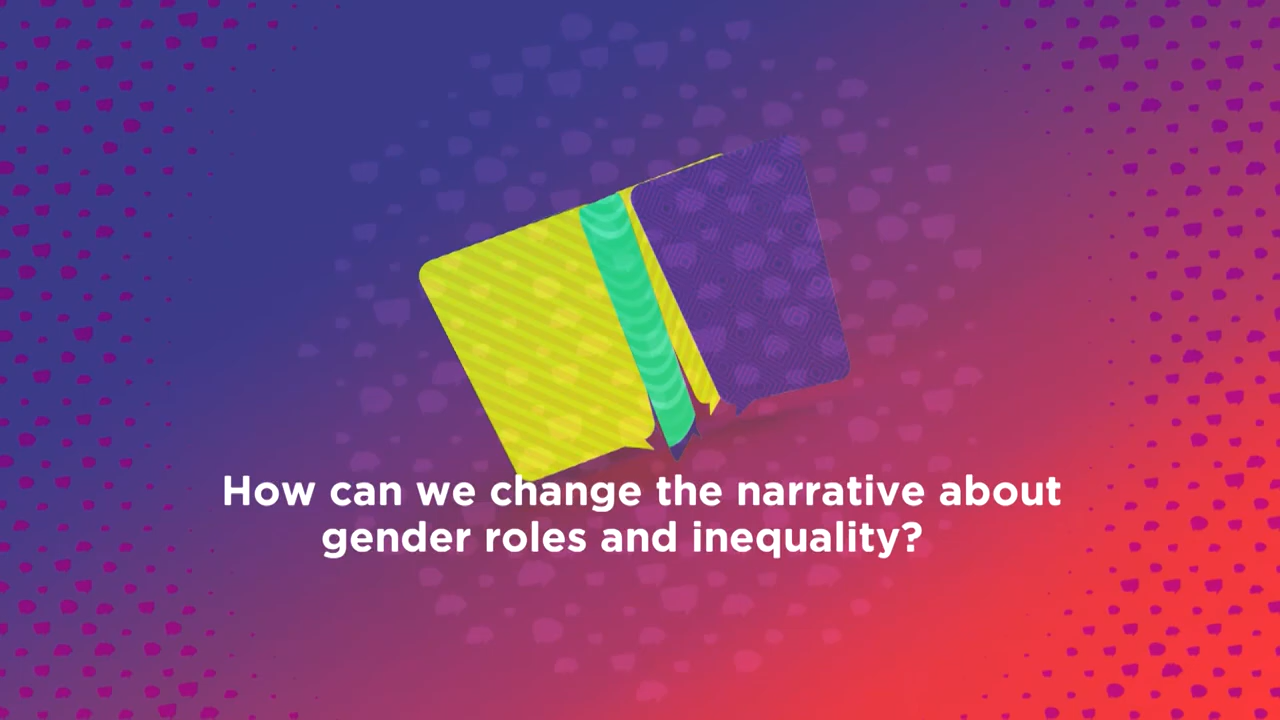 How can we change the narrative about
gender roles and inequality?